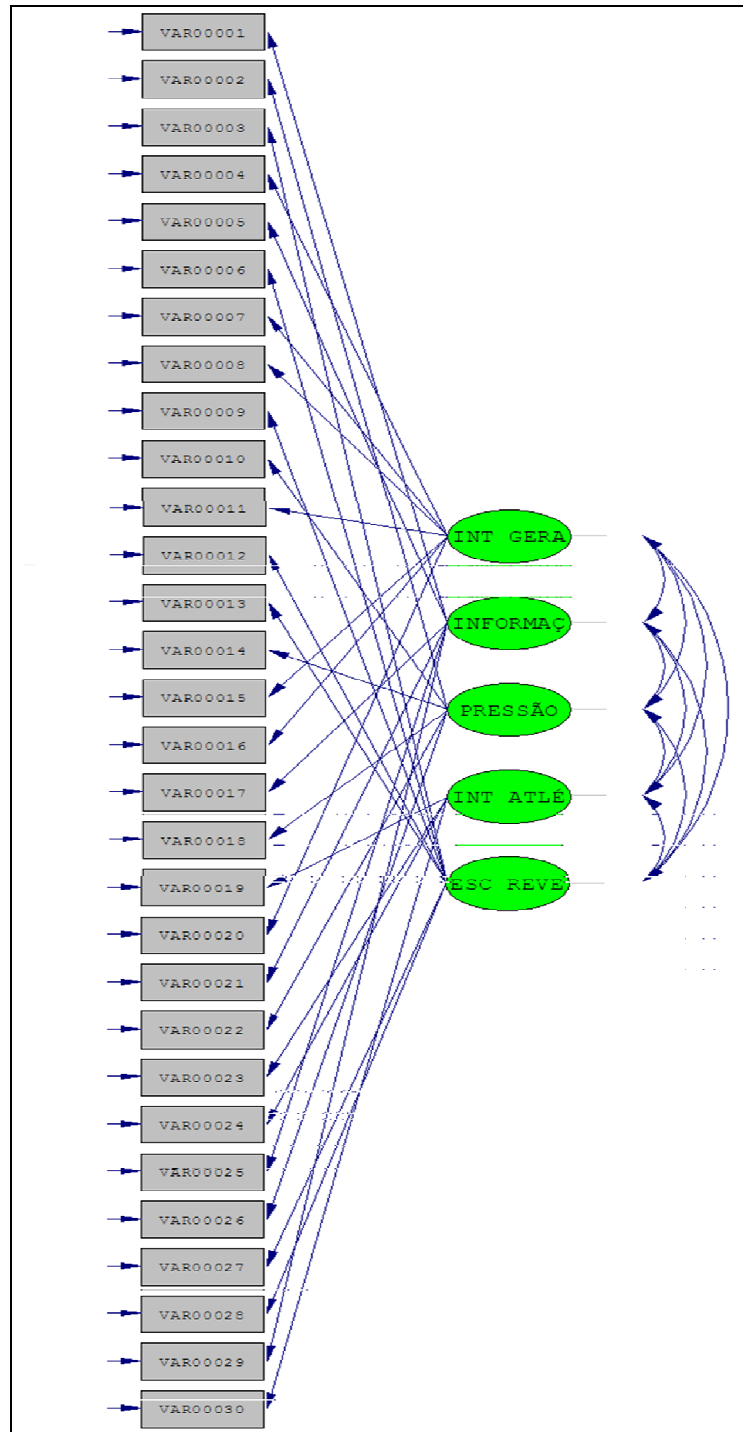 VAR00001
VAR00002
VAR00003
VAR00004
VAR00005
VAR00006
VAR00007
VAR00008
VAR00009
VAR00010
VAR00011
VAR00012
VAR00013
VAR00014
VAR00015
VAR00016
VAR00017
VAR00018
VAR00019
VAR00020
VAR00021
VAR00022
VAR00023
VAR00024
VAR00025
VAR00026
VAR00027
VAR00028
VAR00029
VAR00030
INT GERA
INFORMAÇ
PRESSÃO
INT ATLÉ
ESC REVE